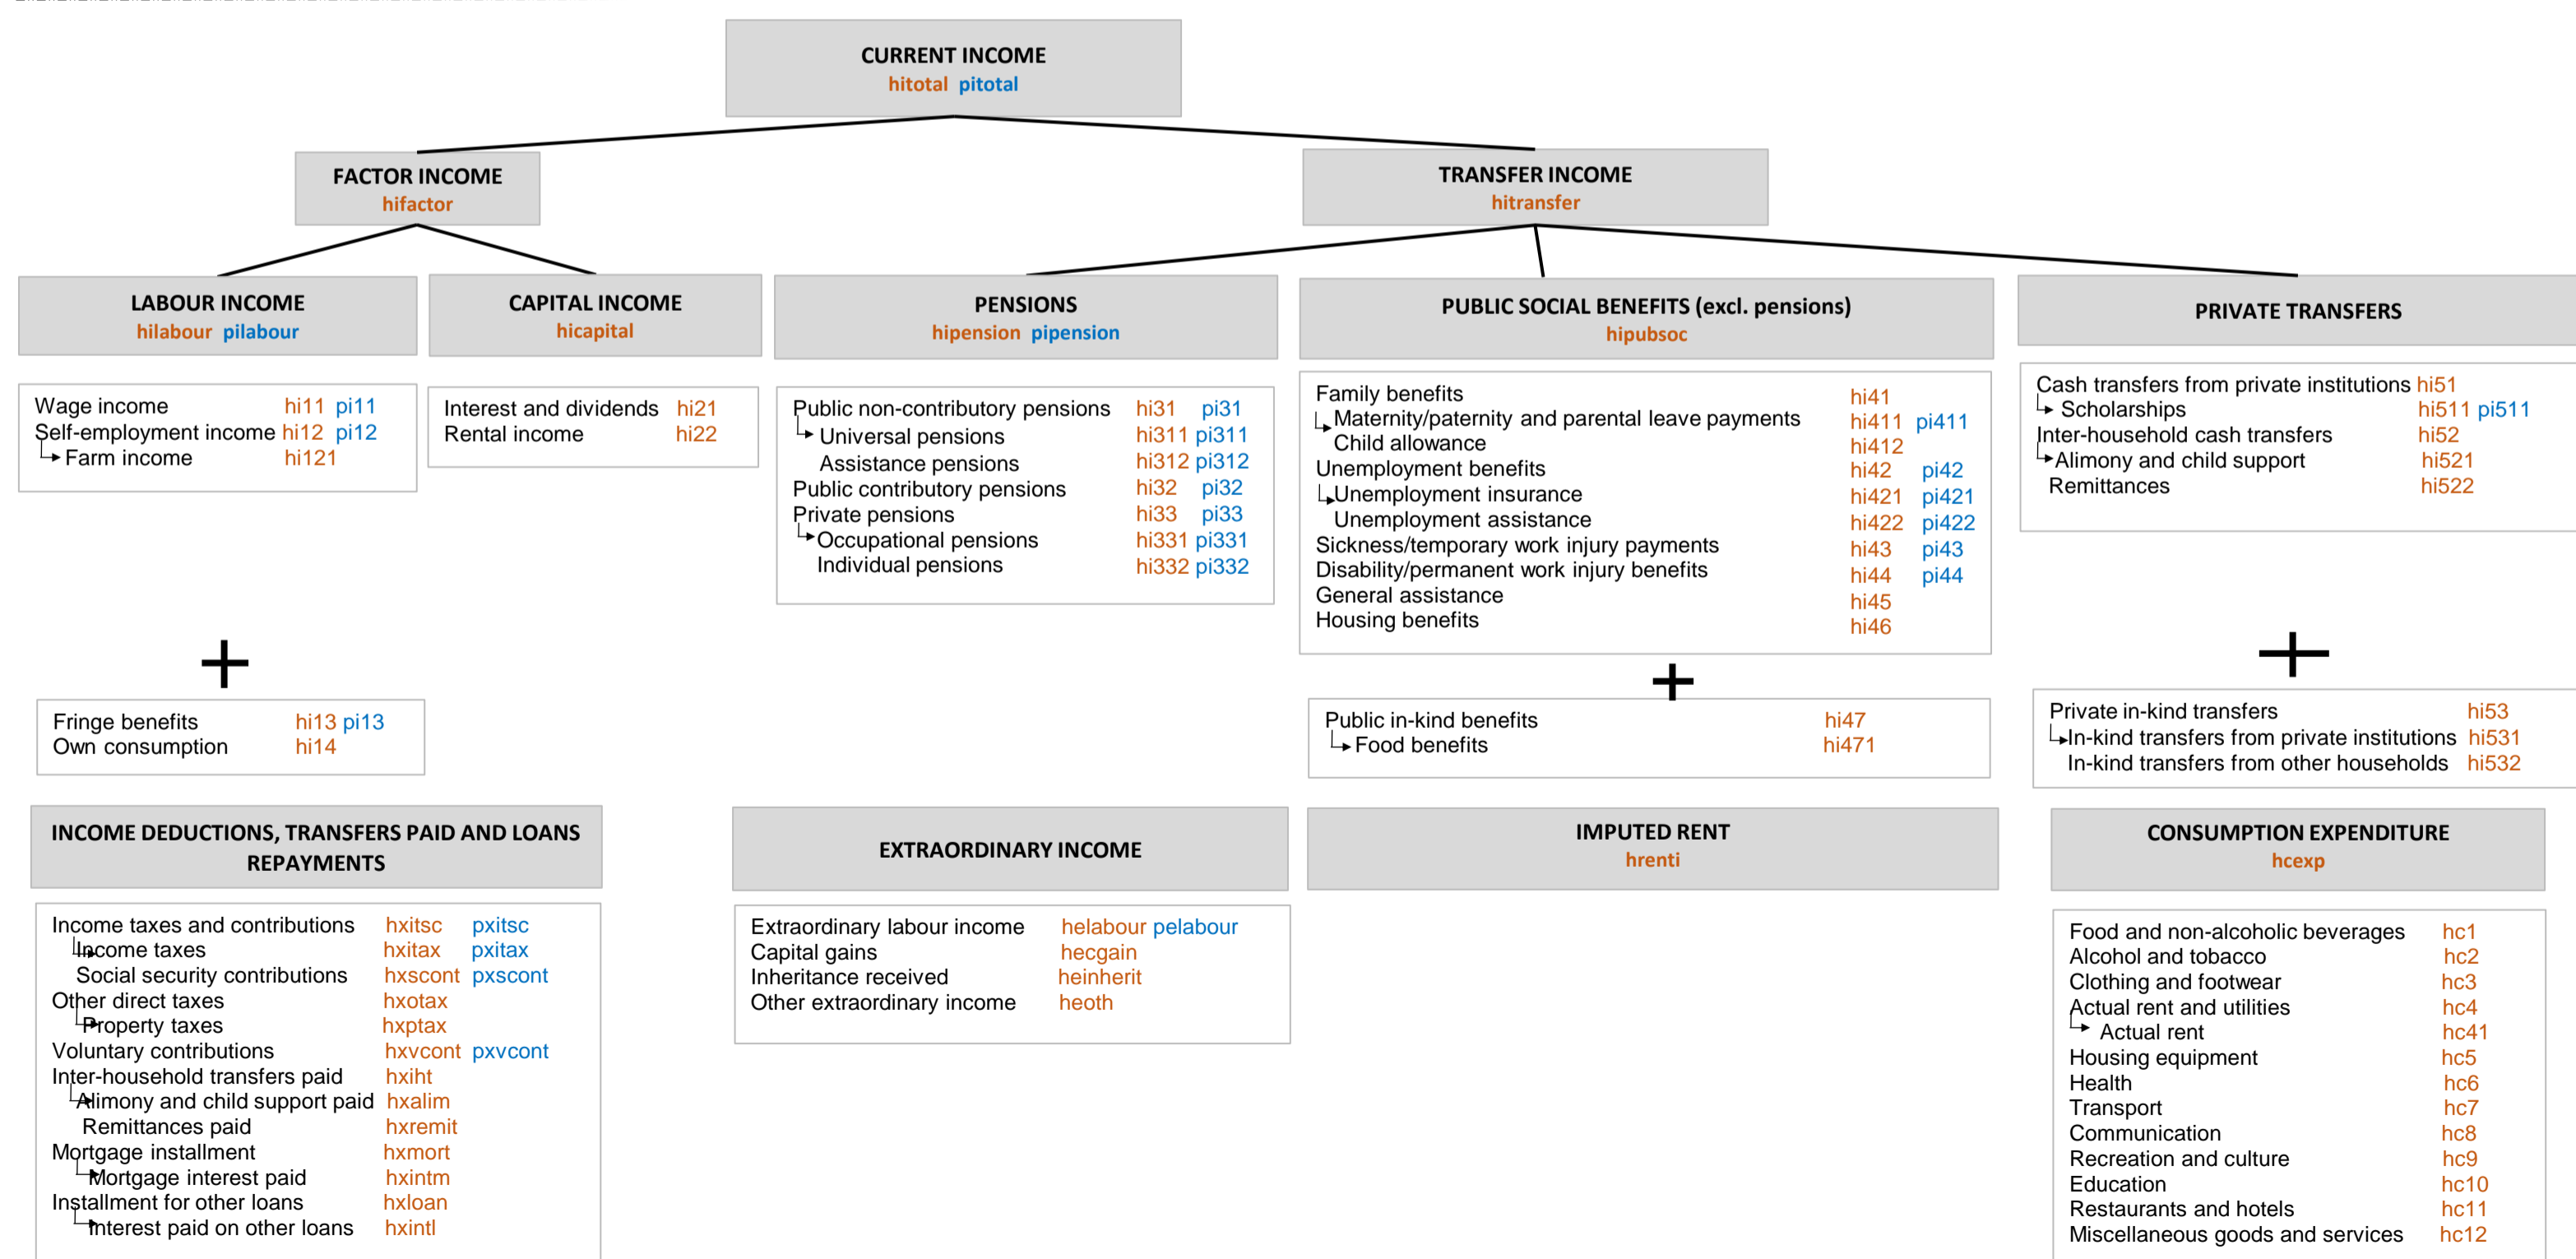 CURRENT INCOME
hitotal pitotal
FACTOR INCOME
hifactor
TRANSFER INCOME
hitransfer
LABOUR INCOME
hilabour pilabour
CAPITAL INCOME
hicapital
PENSIONS
hipension pipension
PUBLIC SOCIAL BENEFITS (excl. pensions)
hipubsoc
PRIVATE TRANSFERS
Wage income hi11 pi11
Self-employment income hi12 pi12
Farm income hi121
Interest and dividends hi21
Rental income hi22
Public non-contributory pensions hi31 pi31
Universal pensions hi311 pi311
Assistance pensions hi312 pi312
Public contributory pensions hi32 pi32
Private pensions hi33 pi33
Occupational pensions hi331 pi331
Individual pensions hi332 pi332
Family benefits hi41
Maternity/paternity and parental leave payments hi411 pi411
Child allowance hi412
Unemployment benefits hi42 pi42
Unemployment insurance hi421 pi421
Unemployment assistance hi422 pi422
Sickness/temporary work injury payments hi43 pi43
Disability/permanent work injury benefits hi44 pi44
General assistance hi45
Housing benefits hi46
Cash transfers from private institutions hi51
Scholarships hi511 pi511
Inter-household cash transfers hi52
Alimony and child support hi521
Remittances hi522
+
+
+
Fringe benefits hi13 pi13
Own consumption hi14
Public in-kind benefits hi47
Food benefits hi471
Private in-kind transfers hi53
In-kind transfers from private institutions hi531
In-kind transfers from other households hi532
INCOME DEDUCTIONS, TRANSFERS PAID AND LOANS
REPAYMENTS
EXTRAORDINARY INCOME
IMPUTED RENT
hrenti
CONSUMPTION EXPENDITURE
hcexp
Income taxes and contributions hxitsc pxitsc
Income taxes hxitax pxitax
Social security contributions hxscont pxscont
Other direct taxes hxotax
Property taxes hxptax
Voluntary contributions hxvcont pxvcont
Inter-household transfers paid hxiht
Alimony and child support paid hxalim
Remittances paid hxremit
Mortgage installment hxmort
Mortgage interest paid hxintm
Installment for other loans hxloan
Interest paid on other loans hxintl
Extraordinary labour income helabour pelabour
Capital gains hecgain
Inheritance received heinherit
Other extraordinary income heoth
Food and non-alcoholic beverages hc1
Alcohol and tobacco hc2
Clothing and footwear hc3
Actual rent and utilities hc4
Actual rent hc41
Housing equipment hc5
Health hc6
Transport hc7
Communication hc8
Recreation and culture hc9
Education hc10
Restaurants and hotels hc11
Miscellaneous goods and services hc12